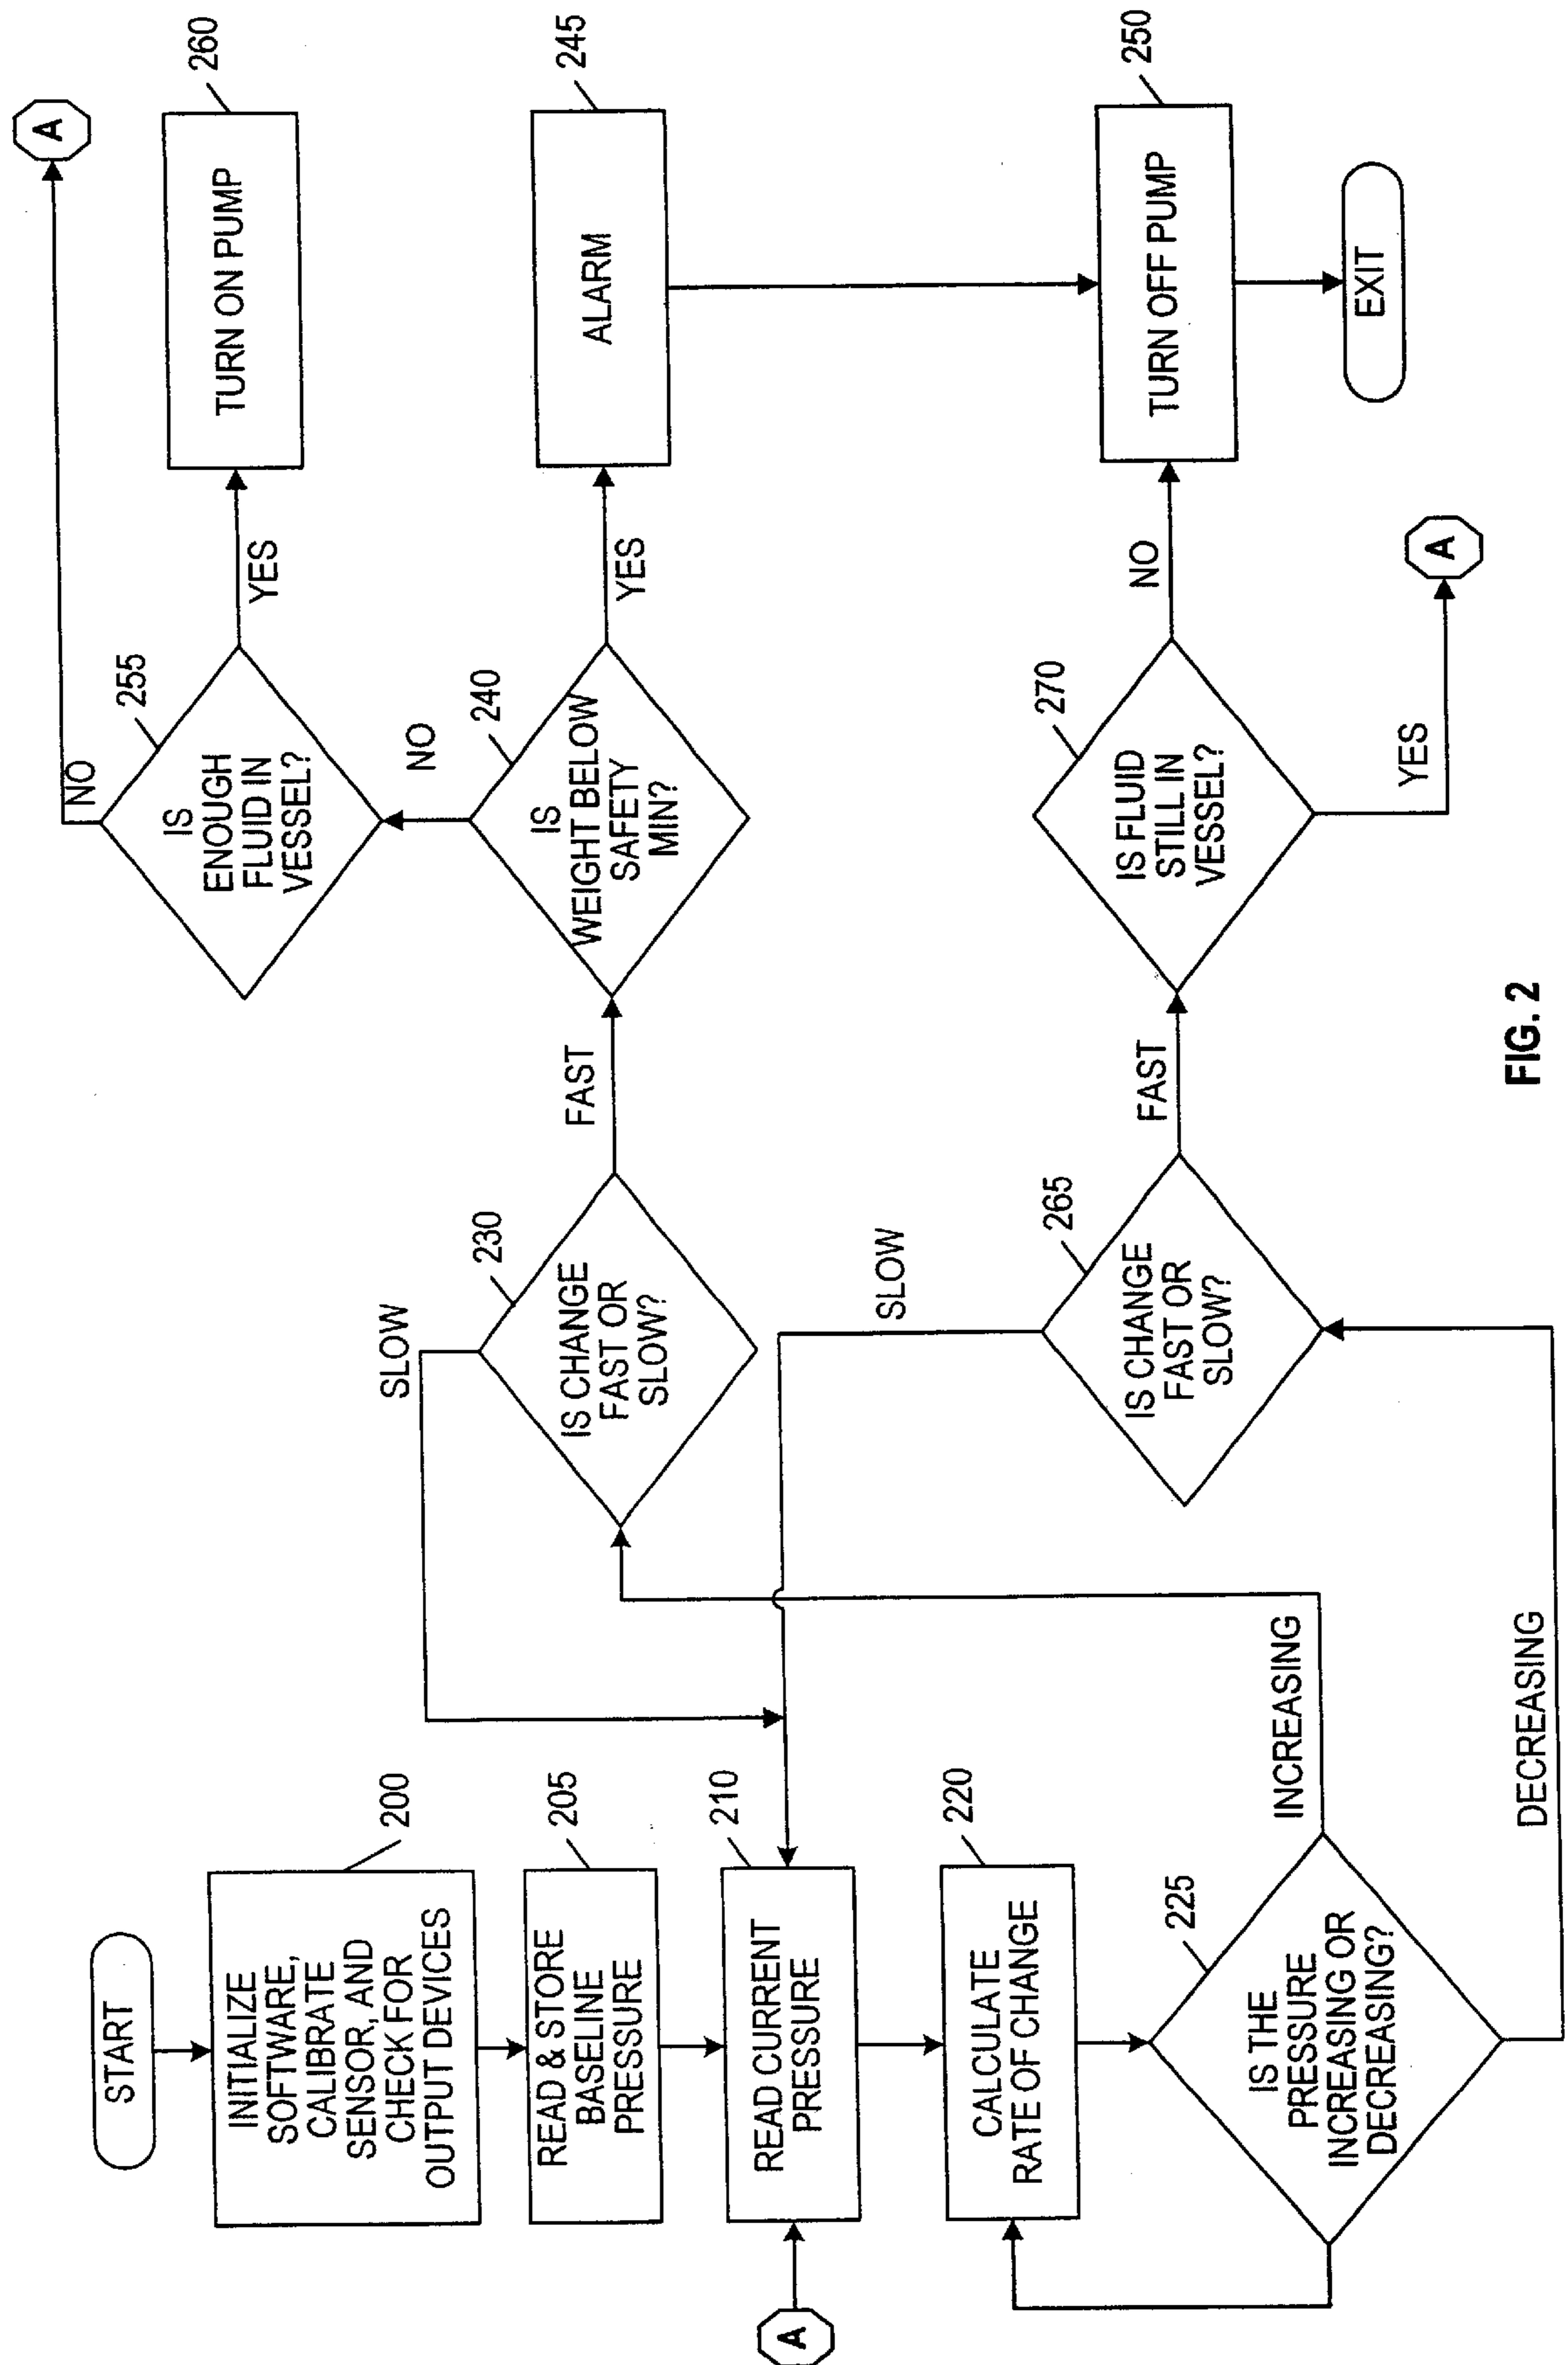 START
200
INITIALIZE
SOFTWARE,
CALIBRATE
SENSOR, AND
CHECK FOR
OUTPUT DEVICES
205
READ & STORE
BASELINE
PRESSURE
210
READ CURRENT
PRESSURE
A
220
CALCULATE
RATE OF CHANGE
225
IS THE
PRESSURE
INCREASING OR
DECREASING?
INCREASING
DECREASING
SLOW
230
IS CHANGE
FAST OR
SLOW?
FAST
SLOW
265
IS CHANGE
FAST OR
SLOW?
FAST
NO
255
IS
ENOUGH
FLUID IN
VESSEL?
YES
NO
240
IS
WEIGHT BELOW
SAFETY
MIN?
YES
270
IS FLUID
STILL IN
VESSEL?
NO
YES
A
A
260
TURN ON PUMP
245
ALARM
250
TURN OFF PUMP
EXIT
FIG. 2